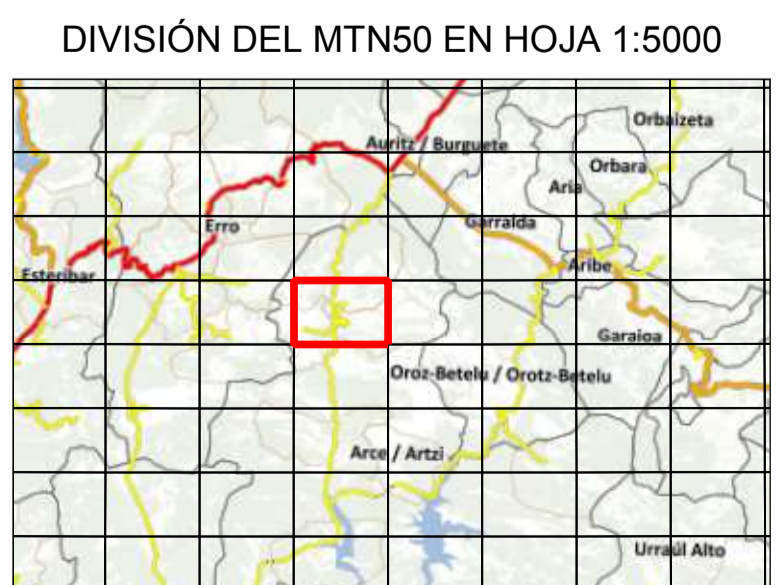 DIVISIÓN DEL MTN50 EN HOJA 1:5000
Orbaizeta
Auritz / Burguete
Orbara
Aria
Garralda
Erro
Aribe
Esteribar
Garaioa
Oroz-Betelu / Orotz-Betelu
Arce / Artzi
Urraúl Alto